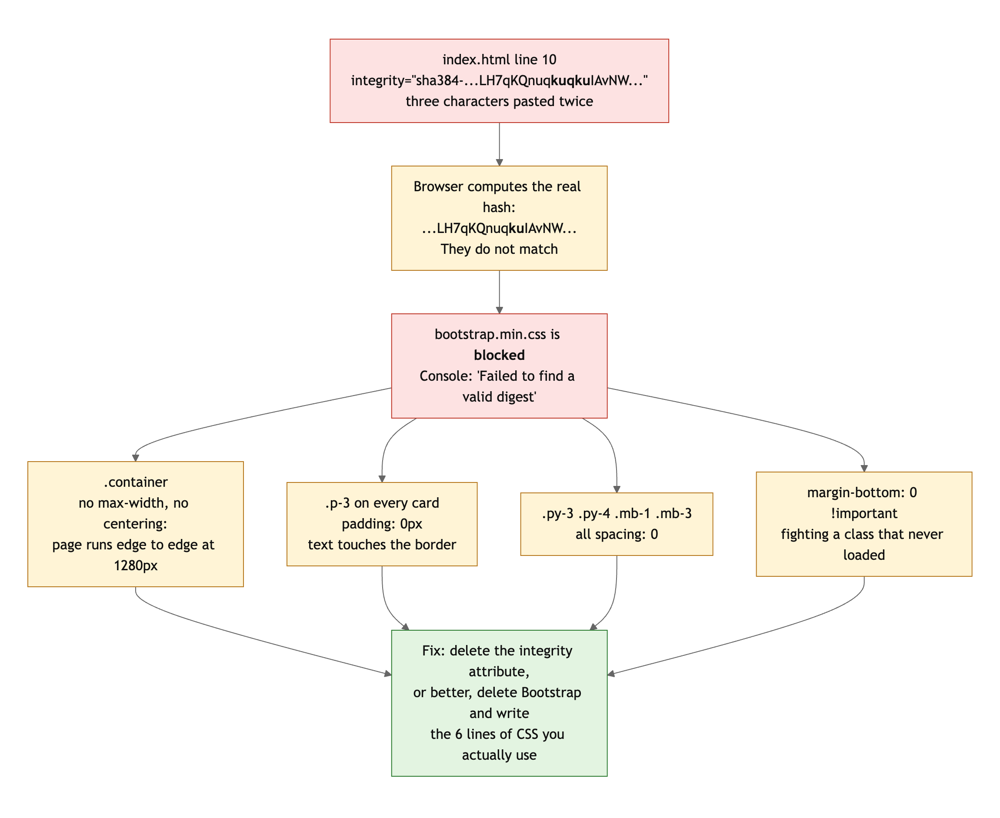 index.html line 10
integrity="sha384-...LH7qKQnuqkuqkuIAvNW..."
three characters pasted twice
Browser computes the real
hash:
...LH7qKQnuqkuIAvNW...
They do not match
bootstrap.min.css is
blocked
Console: 'Failed to find a
valid digest'
.container
no max-width, no
centering:
page runs edge to edge at
1280px
.p-3 on every card
padding: 0px
text touches the border
.py-3 .py-4 .mb-1 .mb-3
all spacing: 0
margin-bottom: 0
!important
fighting a class that never
loaded
Fix: delete the integrity
attribute,
or better, delete Bootstrap
and write
the 6 lines of CSS you
actually use